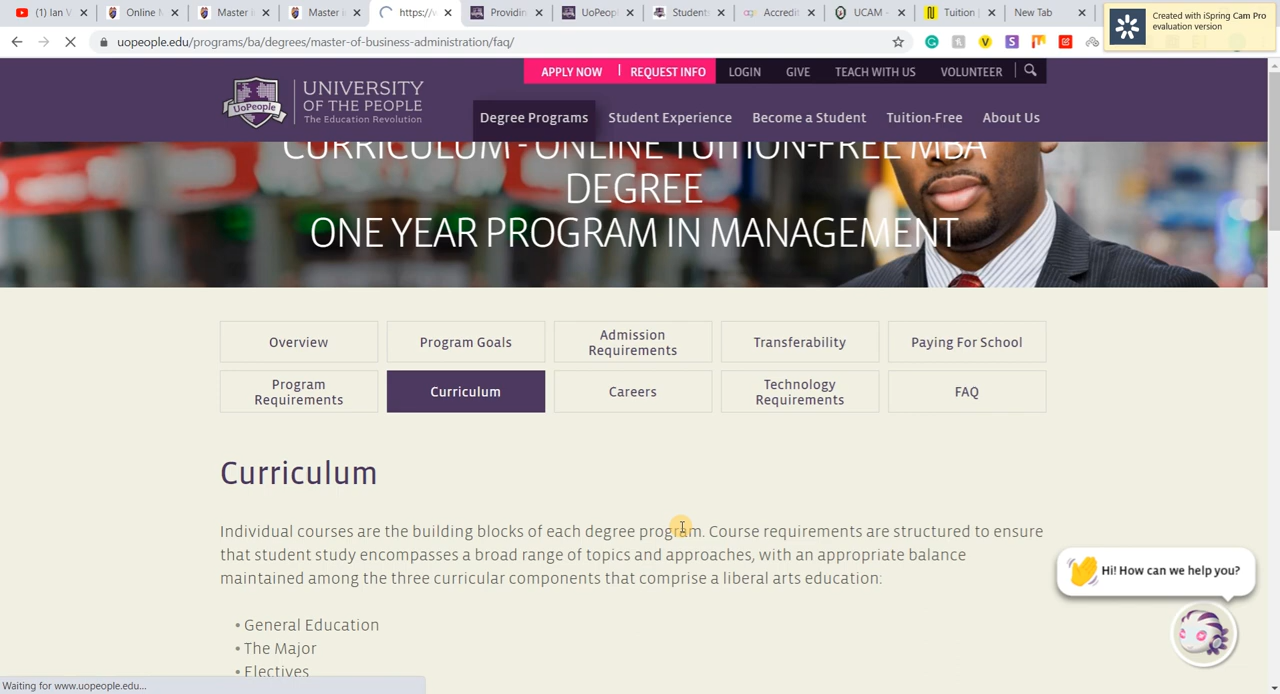 (1) Ian V
Online M
Master i
Master i
https://v
Providin
UoPeopl
Students
Accredit
UCAM -
Tuition |
New Tab
Created with iSpring Cam Pro
evaluation version
uopeople.edu/programs/ba/degrees/master-of-business-administration/faq/
APPLY NOW | REQUEST INFO LOGIN GIVE TEACH WITH US VOLUNTEER
UoPeople
UNIVERSITY
OF THE PEOPLE
The Education Revolution
Degree Programs Student Experience Become a Student Tuition-Free About Us
CURRICULUM - ONLINE TUITION-FREE MBA
DEGREE
ONE YEAR PROGRAM IN MANAGEMENT
Overview
Program Goals
Admission
Requirements
Transferability
Paying For School
Program
Requirements
Curriculum
Careers
Technology
Requirements
FAQ
Curriculum
Individual courses are the building blocks of each degree program. Course requirements are structured to ensure
that student study encompasses a broad range of topics and approaches, with an appropriate balance
maintained among the three curricular components that comprise a liberal arts education:
• General Education
• The Major
• Electives
Hi! How can we help you?
Waiting for www.uopeople.edu...